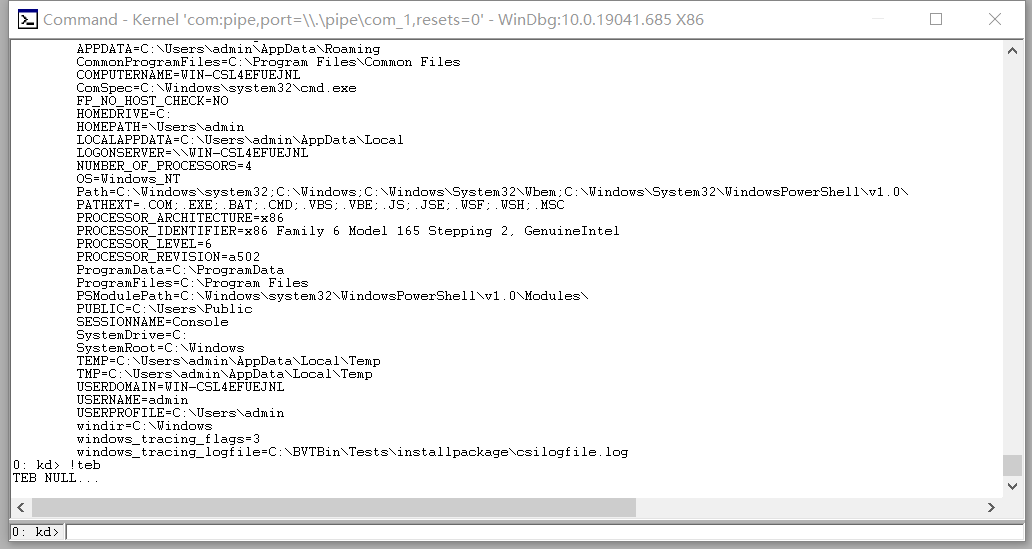 Command - Kernel 'com:pipe,port=\\.\pipe\com_1,resets=0' - WinDbg:10.0.19041.685 X86
APPDATA=C:\Users\admin\AppData\Roaming
CommonProgramFiles=C:\Program Files\Common Files
COMPUTERNAME=WIN-CSL4EFUEJNL
ComSpec=C:\Windows\system32\cmd.exe
FP_NO_HOST_CHECK=NO
HOMEDRIVE=C:
HOMEPATH=\Users\admin
LOCALAPPDATA=C:\Users\admin\AppData\Local
LOGONSERVER=\\WIN-CSL4EFUEJNL
NUMBER_OF_PROCESSORS=4
OS=Windows_NT
Path=C:\Windows\system32;C:\Windows;C:\Windows\System32\Wbem;C:\Windows\System32\WindowsPowerShell\v1.0\
PATHEXT=.COM;.EXE;.BAT;.CMD;.VBS;.VBE;.JS;.JSE;.WSF;.WSH;.MSC
PROCESSOR_ARCHITECTURE=x86
PROCESSOR_IDENTIFIER=x86 Family 6 Model 165 Stepping 2, GenuineIntel
PROCESSOR_LEVEL=6
PROCESSOR_REVISION=a502
ProgramData=C:\ProgramData
ProgramFiles=C:\Program Files
PSModulePath=C:\Windows\system32\WindowsPowerShell\v1.0\Modules\
PUBLIC=C:\Users\Public
SESSIONNAME=Console
SystemDrive=C:
SystemRoot=C:\Windows
TEMP=C:\Users\admin\AppData\Local\Temp
TMP=C:\Users\admin\AppData\Local\Temp
USERDOMAIN=WIN-CSL4EFUEJNL
USERNAME=admin
USERPROFILE=C:\Users\admin
windir=C:\Windows
windows_tracing_flags=3
windows_tracing_logfile=C:\BVTBin\Tests\installpackage\csilogfile.log
0: kd> !teb
TEB NULL...
0: kd>